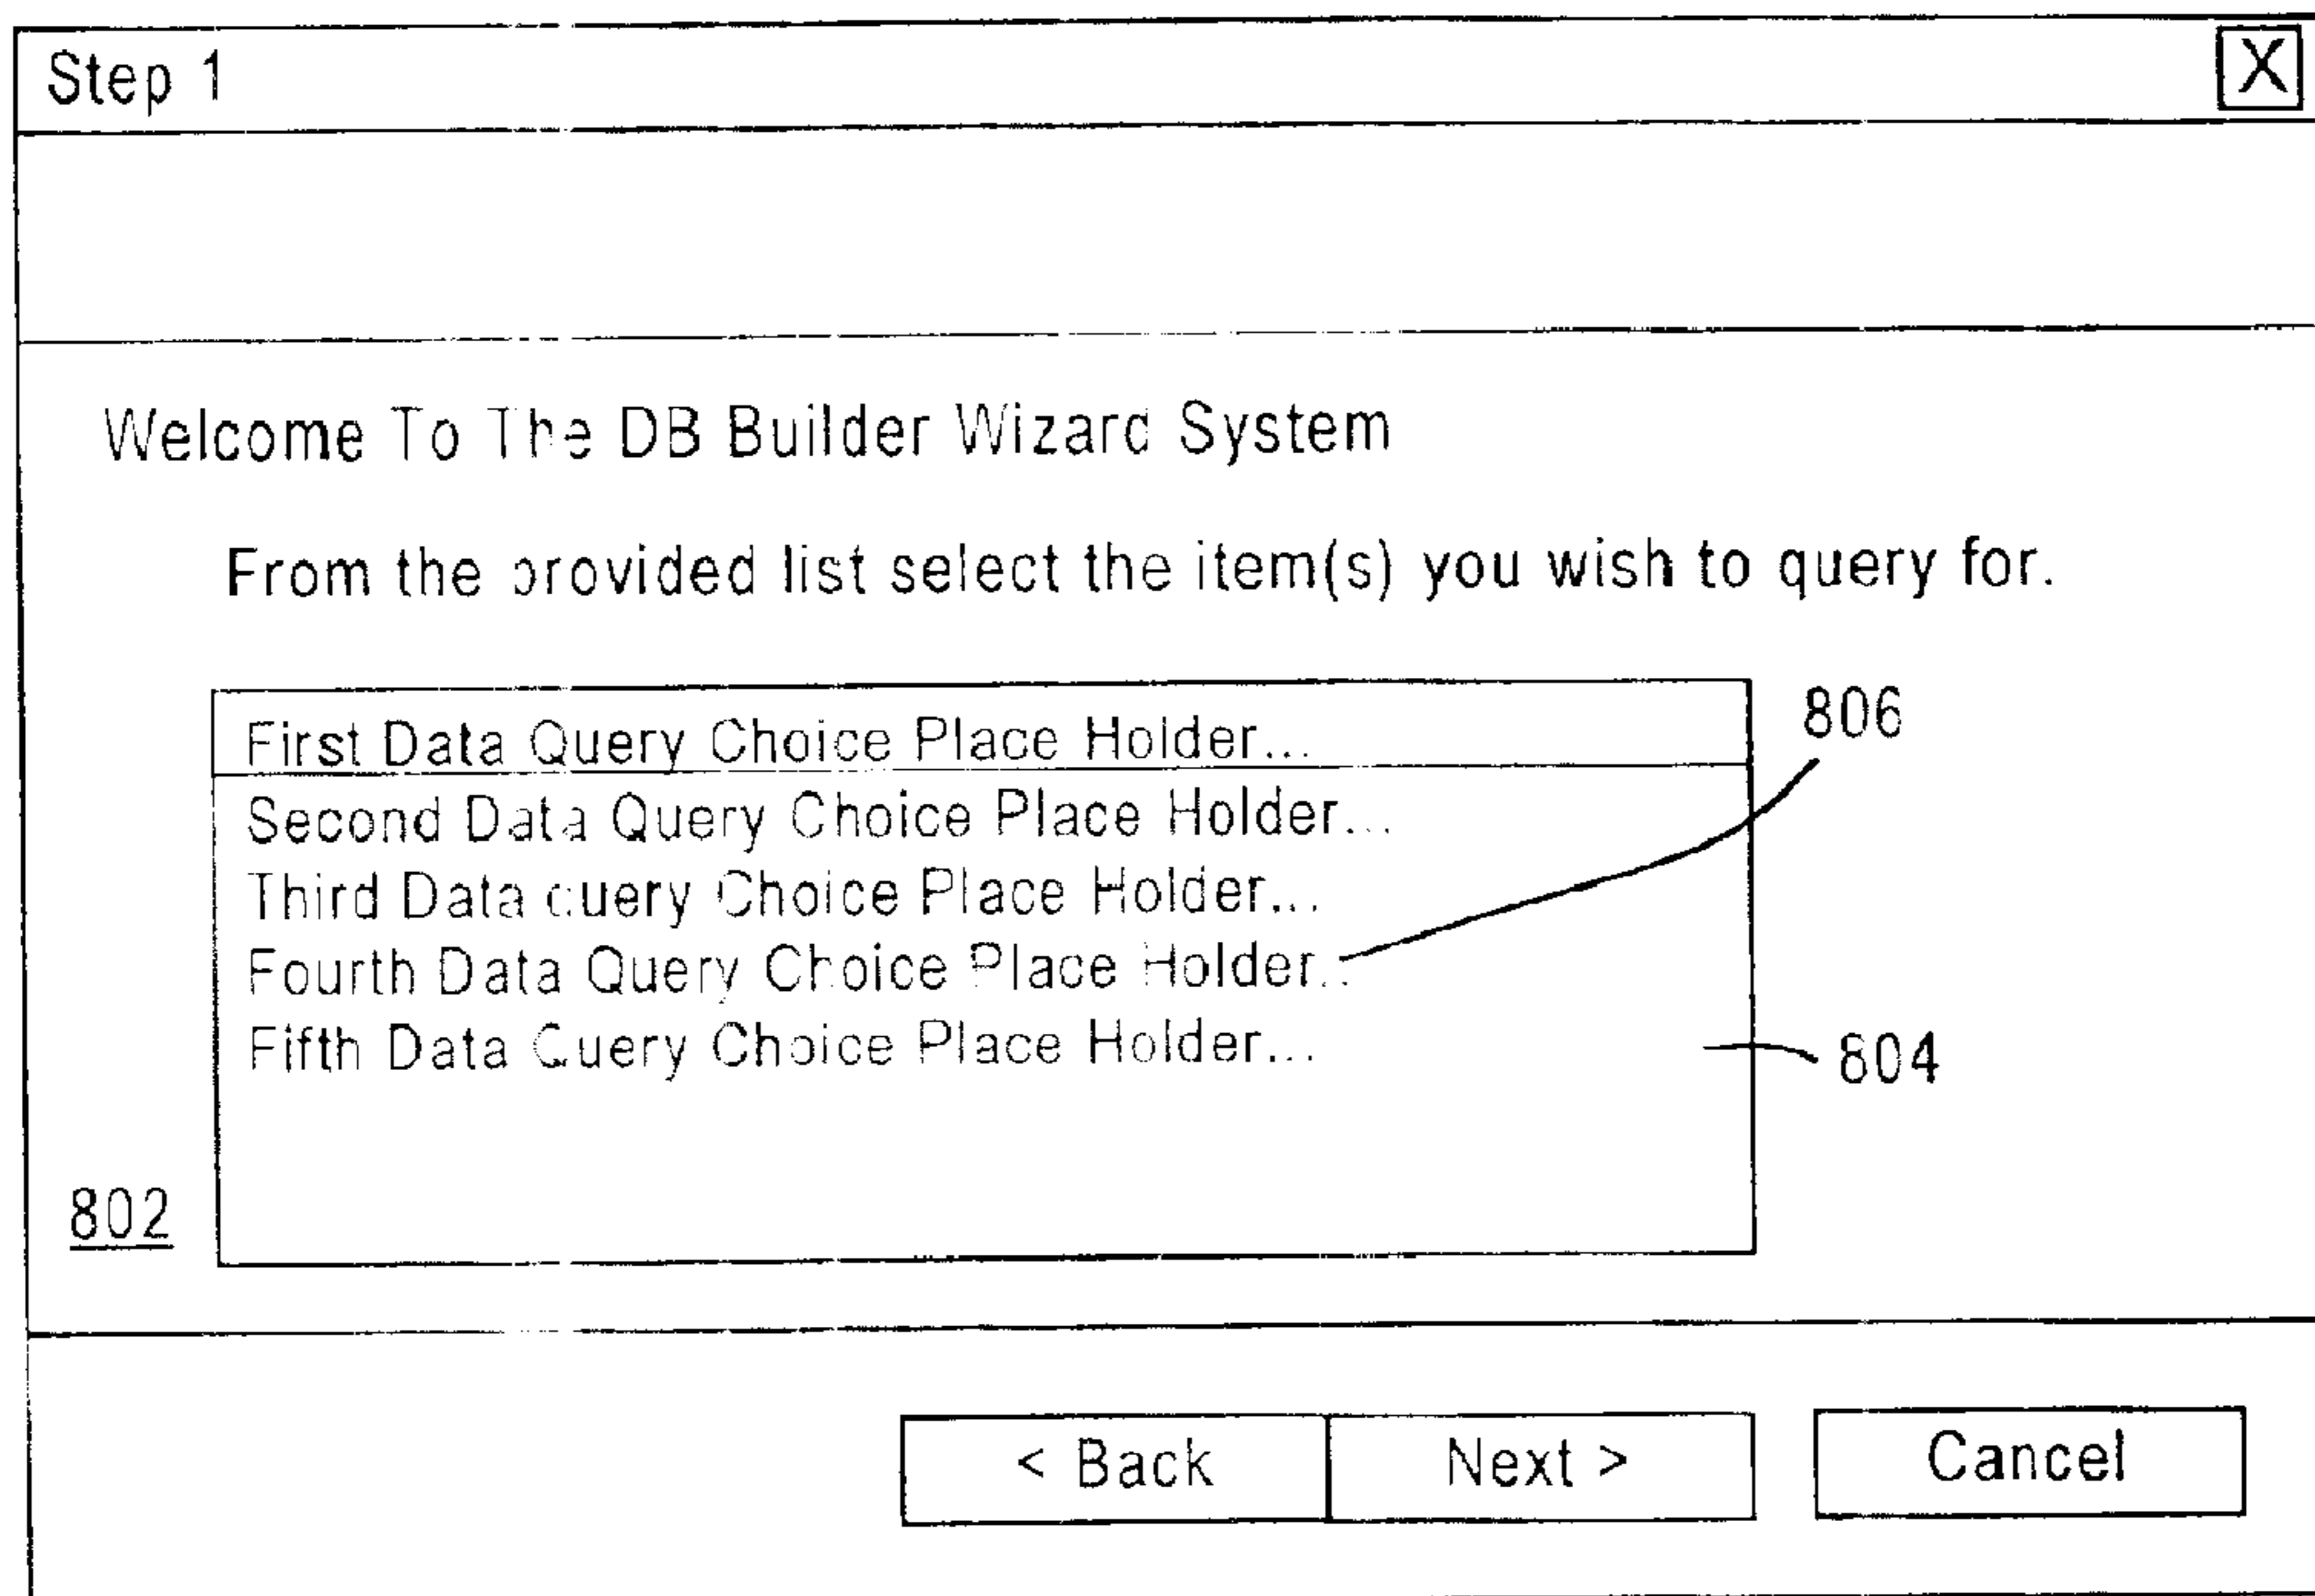 Step 1 X
Welcome To The DB Builder Wizard System
From the provided list select the item(s) you wish to query for.
806
First Data Query Choice Place Holder...
Second Data Query Choice Place Holder...
Third Data query Choice Place Holder...
Fourth Data Query Choice Place Holder...
Fifth Data Query Choice Place Holder...
804
802
< Back Next > Cancel